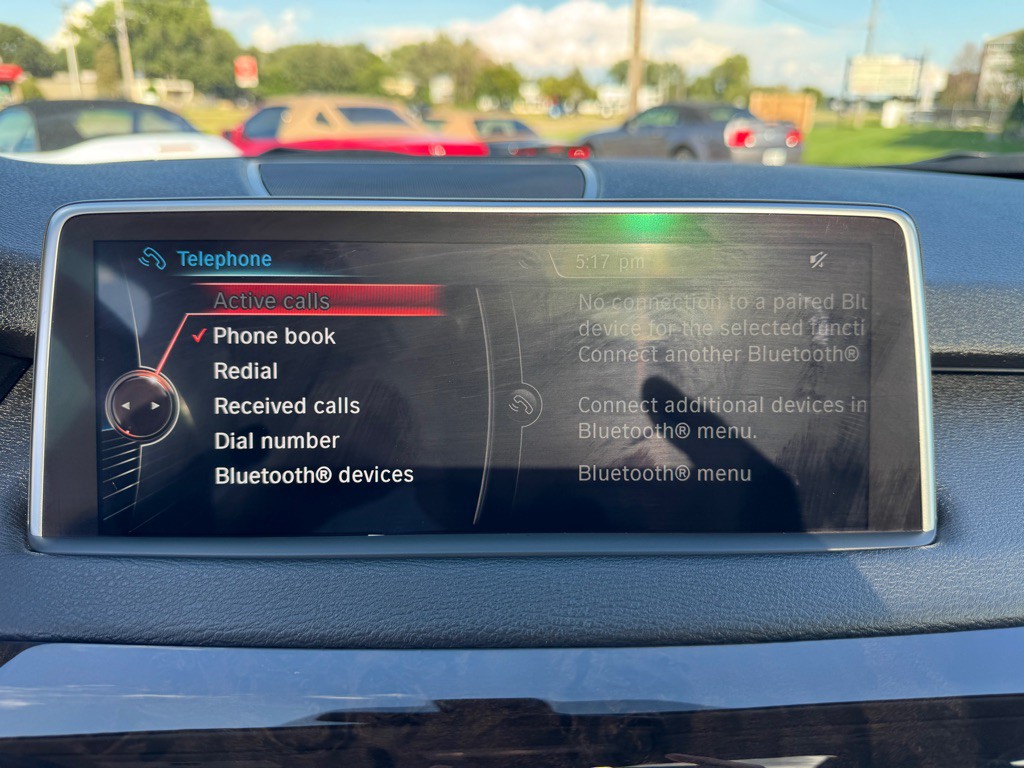 Telephone
5:17 pm
Active calls
Phone book
Redial
Received calls
Dial number
Bluetooth® devices
No connection to a paired Blu
device for the selected functi
Connect another Bluetooth®
Connect additional devices in
Bluetooth® menu.
Bluetooth® menu